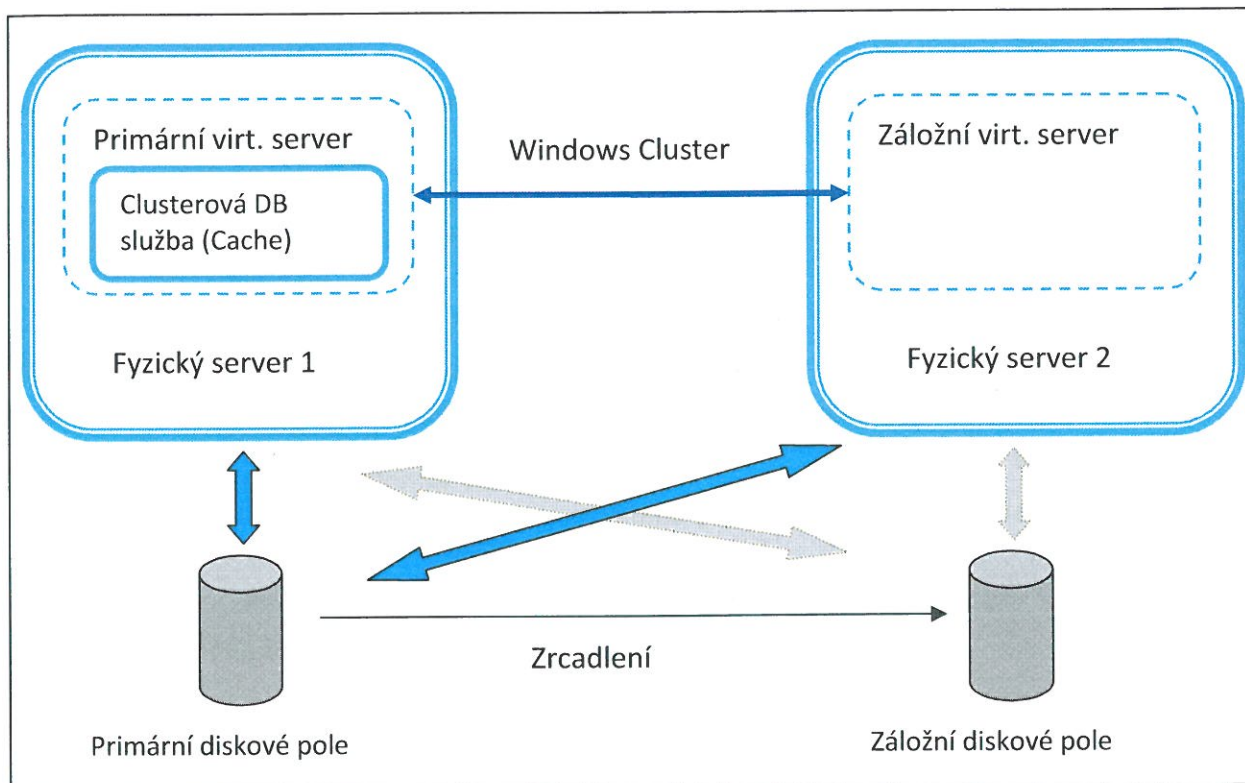 Primární virt. server
Clusterová DB
služba (Cache)
Fyzický server 1
Windows Cluster
Záložní virt. server
Fyzický server 2
Zrcadlení
Primární diskové pole
Záložní diskové pole